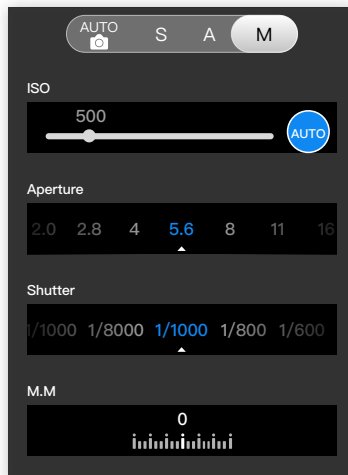 AUTO S A M
ISO
500
AUTO
Aperture
2.0 2.8 4 5.6 8 11 16
Shutter
1/1000 1/8000 1/1000 1/800 1/600
M.M
0